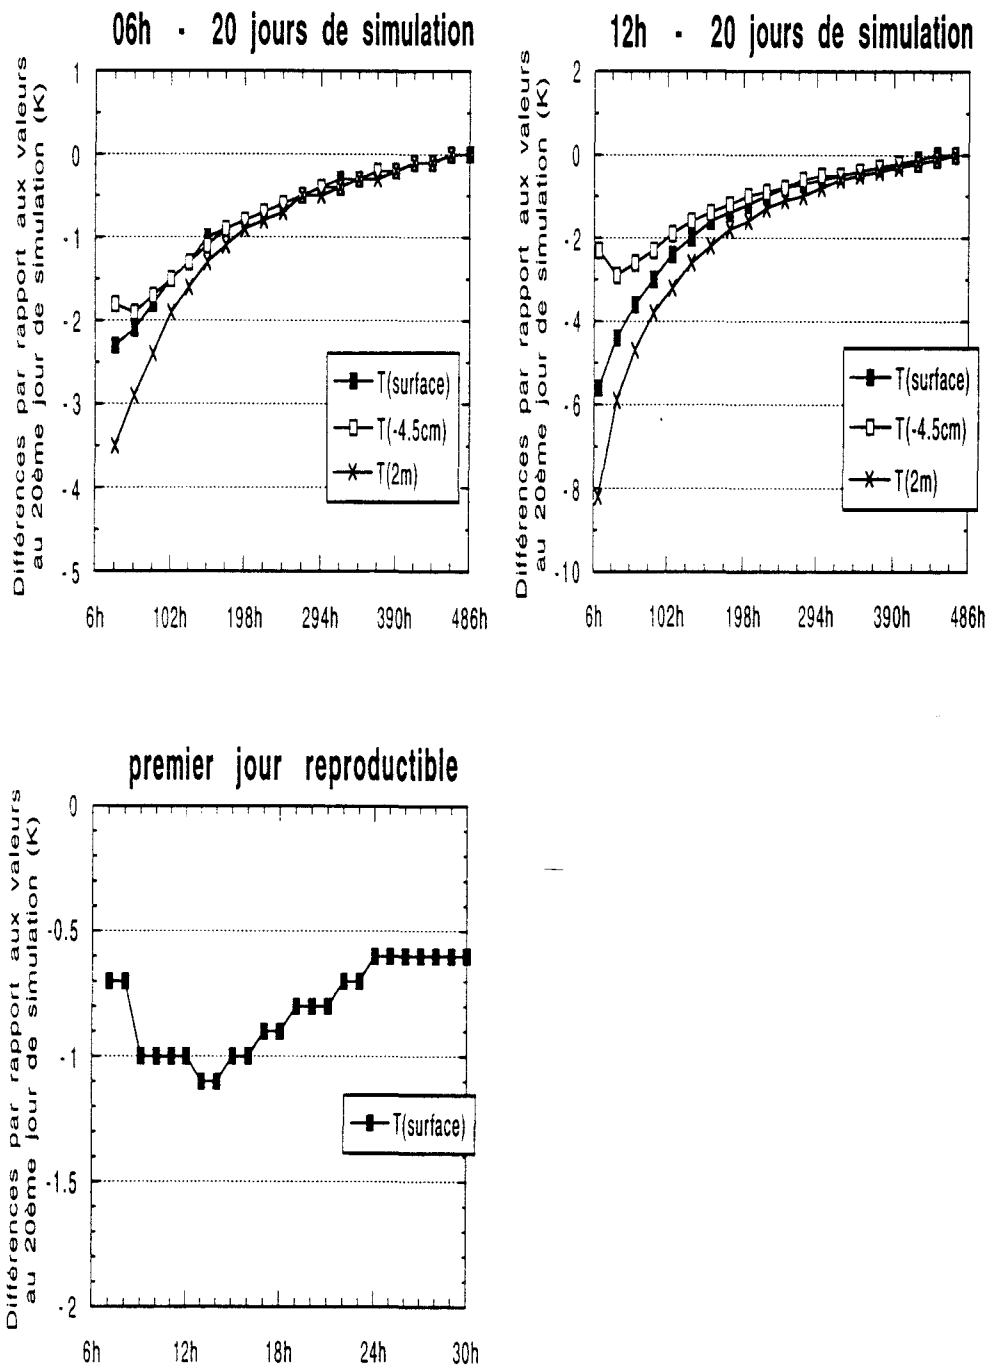 06h - 20 jours de simulation
Différences par rapport aux valeurs
au 20ème jour de simulation (K)
1
0
-1
-2
-3
-4
-5
T(surface)
T(-4.5cm)
T(2m)
6h 102h 198h 294h 390h 486h
12h - 20 jours de simulation
Différences par rapport aux valeurs
au 20ème jour de simulation (K)
2
0
-2
-4
-6
-8
-10
T(surface)
T(-4.5cm)
T(2m)
6h 102h 198h 294h 390h 486h
premier jour reproductible
Différences par rapport aux valeurs
au 20ème jour de simulation (K)
0
-0.5
-1
-1.5
-2
T(surface)
6h 12h 18h 24h 30h